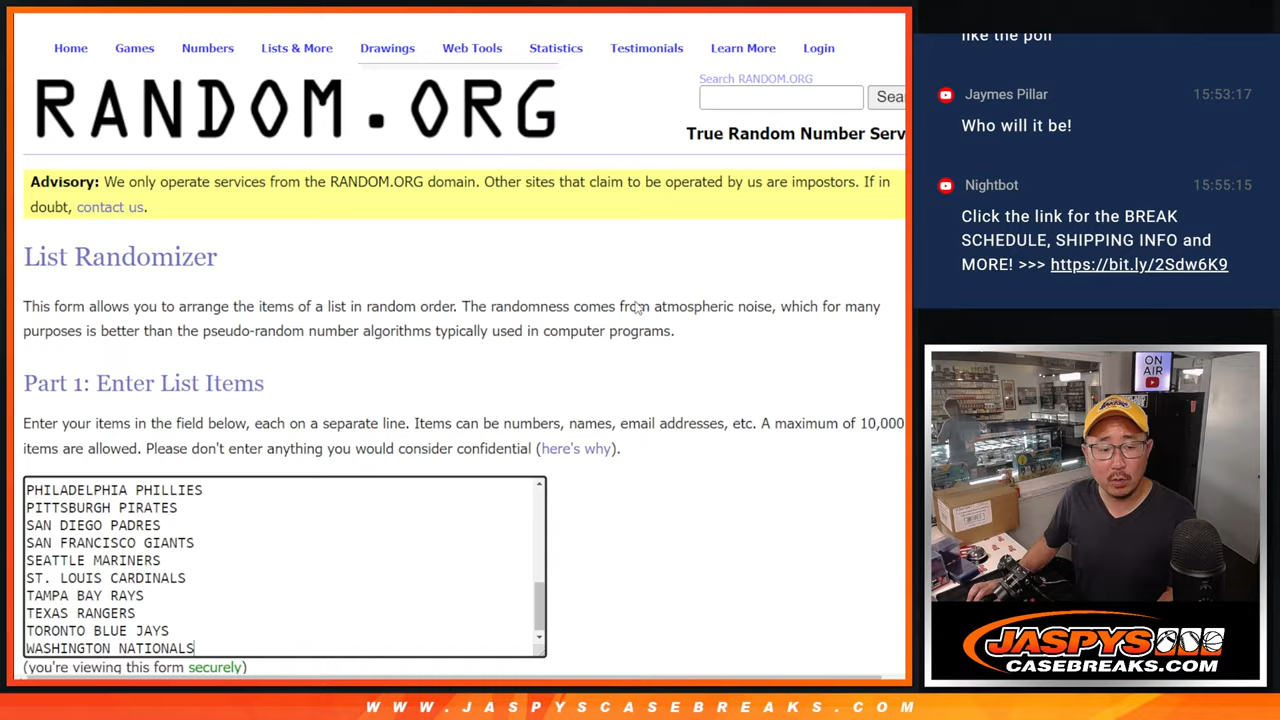 Home Games Numbers Lists & More Drawings Web Tools Statistics Testimonials Learn More Login
RANDOM.ORG
Search RANDOM.ORG
Sea
True Random Number Serv
Advisory: We only operate services from the RANDOM.ORG domain. Other sites that claim to be operated by us are impostors. If in
doubt, contact us.
List Randomizer
This form allows you to arrange the items of a list in random order. The randomness comes from atmospheric noise, which for many
purposes is better than the pseudo-random number algorithms typically used in computer programs.
Part 1: Enter List Items
Enter your items in the field below, each on a separate line. Items can be numbers, names, email addresses, etc. A maximum of 10,000
items are allowed. Please don't enter anything you would consider confidential (here's why).
PHILADELPHIA PHILLIES
PITTSBURGH PIRATES
SAN DIEGO PADRES
SAN FRANCISCO GIANTS
SEATTLE MARINERS
ST. LOUIS CARDINALS
TAMPA BAY RAYS
TEXAS RANGERS
TORONTO BLUE JAYS
WASHINGTON NATIONALS
(you're viewing this form securely)
like the poll
Jaymes Pillar 15:53:17
Who will it be!
Nightbot 15:55:15
Click the link for the BREAK
SCHEDULE, SHIPPING INFO and
MORE! >>> https://bit.ly/2Sdw6K9
ON
AIR
JASPYS
CASEBREAKS.COM
WWW.JASPYSCASEBREAKS.COM